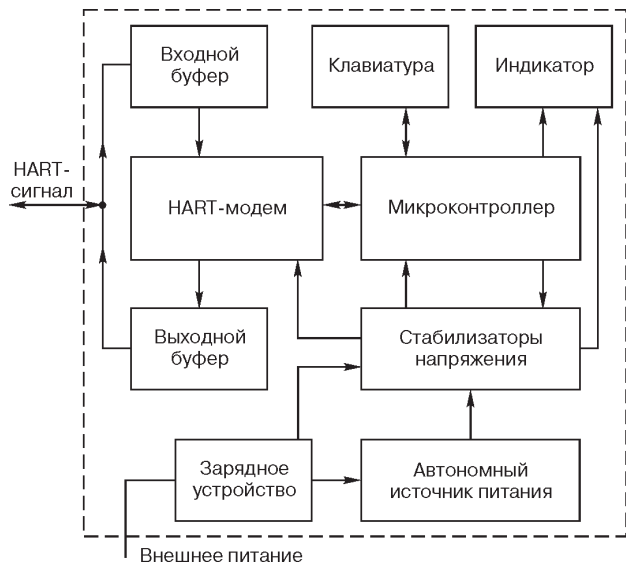 Входной
буфер
Клавиатура
Индикатор
HART-
сигнал
HART-модем
Микроконтроллер
Выходной
буфер
Стабилизаторы
напряжения
Зарядное
устройство
Автономный
источник питания
Внешнее питание